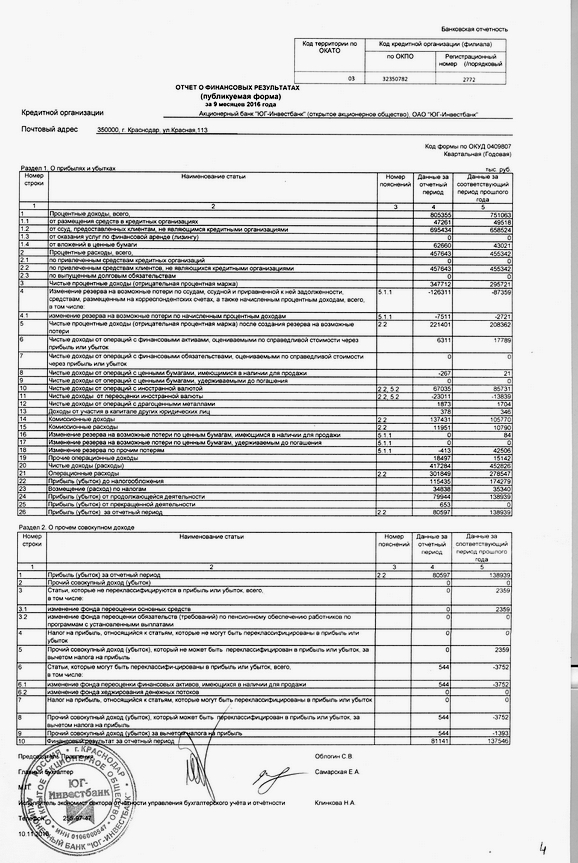 Банковская отчетность
Код территории по ОКАТО
Код кредитной организации (филиала)
по ОКПО
Регистрационный номер (/порядковый
03 32350782 2772
ОТЧЕТ О ФИНАНСОВЫХ РЕЗУЛЬТАТАХ
(публикуемая форма)
за 9 месяцев 2016 года
Кредитной организации Акционерный банк "ЮГ-Инвестбанк" (открытое акционерное общество), ОАО "ЮГ-Инвестбанк"
Почтовый адрес 350000, г. Краснодар, ул.Красная,113
Код формы по ОКУД 0409807
Квартальная (Годовая)
Раздел 1. О прибылях и убытках
тыс. руб.
Номер строки Наименование статьи Номер пояснений Данные за отчетный период Данные за соответствующий период прошлого года
1 2 3 4 5
1 Процентные доходы, всего, 805355 751063
1.1 от размещения средств в кредитных организациях 47261 49518
1.2 от ссуд, предоставленных клиентам, не являющимся кредитными организациями 695434 658524
1.3 от оказания услуг по финансовой аренде (лизингу) 0 0
1.4 от вложений в ценные бумаги 62660 43021
2 Процентные расходы, всего, 457643 455342
2.1 по привлеченным средствам кредитных организаций 0 0
2.2 по привлеченным средствам клиентов, не являющихся кредитными организациями 457643 455342
2.3 по выпущенным долговым обязательствам 0 0
3 Чистые процентные доходы (отрицательная процентная маржа) 347712 295721
4 Изменение резерва на возможные потери по ссудам, ссудной и приравненной к ней задолженности, 5.1.1 -126311 -87359
средствам, размещенным на корреспондентских счетах, а также начисленным процентным доходам, всего,
в том числе:
4.1 изменение резерва на возможные потери по начисленным процентным доходам 5.1.1 -7511 -2721
5 Чистые процентные доходы (отрицательная процентная маржа) после создания резерва на возможные 2.2 221401 208362
потери
6 Чистые доходы от операций с финансовыми активами, оцениваемыми по справедливой стоимости 6311 17789
через прибыль или убыток
7 Чистые доходы от операций с финансовыми обязательствами, оцениваемыми по справедливой стоимости 0 0
через прибыль или убыток
8 Чистые доходы от операций с ценными бумагами, имеющимися в наличии для продажи -267 21
9 Чистые доходы от операций с ценными бумагами, удерживаемыми до погашения 0 0
10 Чистые доходы от операций с иностранной валютой 2.2, 5.2 67035 85731
11 Чистые доходы от переоценки иностранной валюты 2.2, 5.2 -23011 -13839
12 Чистые доходы от операций с драгоценными металлами 1873 1704
13 Доходы от участия в капитале других юридических лиц 378 346
14 Комиссионные доходы 2.2 137431 105770
15 Комиссионные расходы 2.2 11951 10790
16 Изменение резерва на возможные потери по ценным бумагам, имеющимся в наличии для продажи 5.1.1 0 84
17 Изменение резерва на возможные потери по ценным бумагам, удерживаемым до погашения 5.1.1 0 0
18 Изменение резерва по прочим потерям 5.1.1 -413 42506
19 Прочие операционные доходы 18497 15142
20 Чистые доходы (расходы) 417284 452826
21 Операционные расходы 2.2 301849 278547
22 Прибыль (убыток) до налогообложения 115435 174279
23 Возмещение (расход) по налогам 34838 35340
24 Прибыль (убыток) от продолжающейся деятельности 79944 138939
25 Прибыль (убыток) от прекращенной деятельности 653 0
26 Прибыль (убыток) за отчетный период 2.2 80597 138939
Раздел 2. О прочем совокупном доходе
Номер строки Наименование статьи Номер пояснений Данные за отчетный период Данные за соответствующий период прошлого года
1 2 3 4 5
1 Прибыль (убыток) за отчетный период 2.2 80597 138939
2 Прочий совокупный доход (убыток) 0 0
3 Статьи, которые не переклассифицируются в прибыль или убыток, всего, 0 2359
в том числе:
3.1 изменение фонда переоценки основных средств 0 2359
3.2 изменение фонда переоценки обязательств (требований) по пенсионному обеспечению работников по 0 0
программам с установленными выплатами
4 Налог на прибыль, относящийся к статьям, которые не могут быть переклассифицированы в прибыль или 0 0
убыток
5 Прочий совокупный доход (убыток), который не может быть переклассифицирован в прибыль или убыток, за 0 2359
вычетом налога на прибыль
6 Статьи, которые могут быть переклассифи-цированы в прибыль или убыток, всего, 544 -3752
в том числе:
6.1 изменение фонда переоценки финансовых активов, имеющихся в наличии для продажи 544 -3752
6.2 изменение фонда хеджирования денежных потоков 0 0
7 Налог на прибыль, относящийся к статьям, которые могут быть переклассифицированы в прибыль или убыток 0 0
8 Прочий совокупный доход (убыток), который может быть переклассифицирован в прибыль или убыток, за 544 -3752
вычетом налога на прибыль
9 Прочий совокупный доход (убыток) за вычетом налога на прибыль 544 -1393
10 Финансовый результат за отчетный период 81141 137546
Облогин С.В.
Главный бухгалтер Самарская Е.А.
М.П.
Исполнитель экономист сектора отчетности управления бухгалтерского учёта и отчётности Клинкова Н.А
10.11.2016
г. КРАСНОДАР
ЮГ-Инвестбанк
4